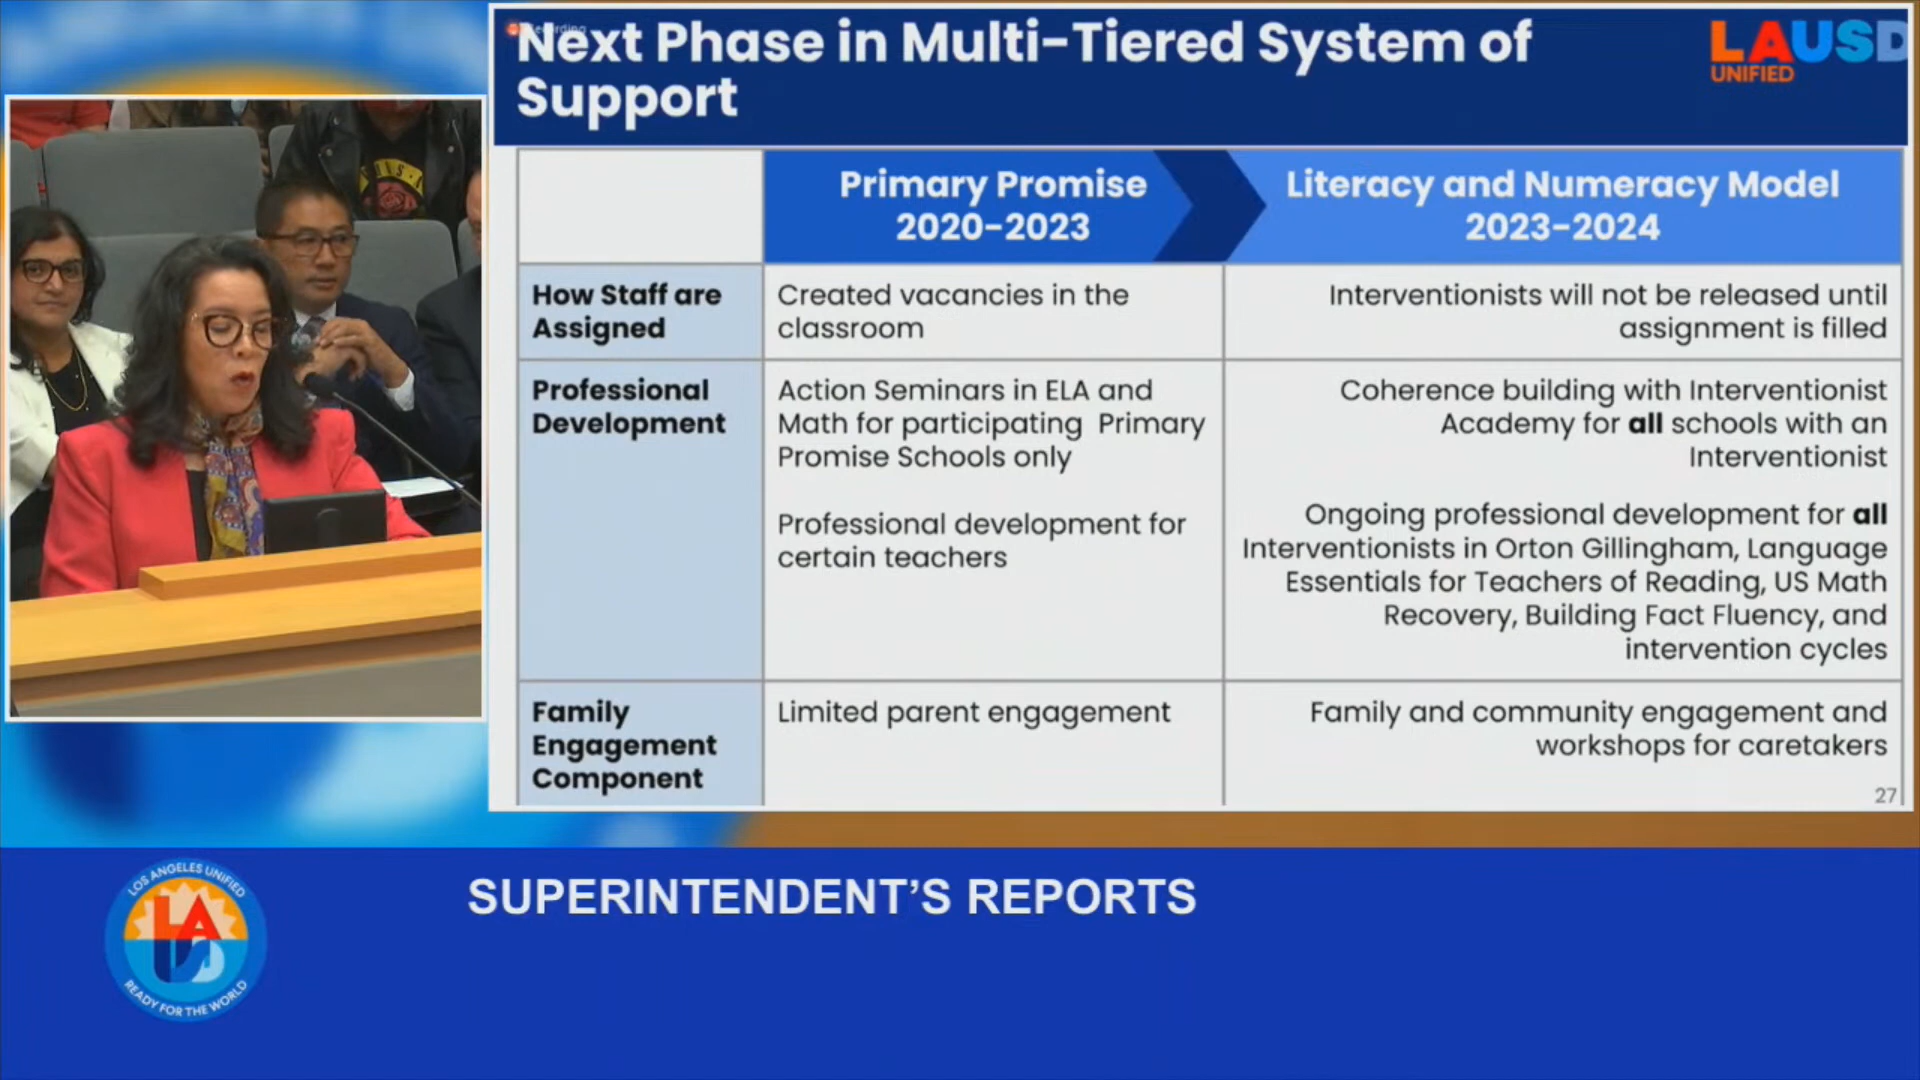 Recording
Next Phase in Multi-Tiered System of
Support
LAUSD
UNIFIED
Primary Promise
2020-2023
Literacy and Numeracy Model
2023-2024
How Staff are
Assigned
Created vacancies in the
classroom
Interventionists will not be released until
assignment is filled
Professional
Development
Action Seminars in ELA and
Math for participating Primary
Promise Schools only
Professional development for
certain teachers
Coherence building with Interventionist
Academy for all schools with an
Interventionist
Ongoing professional development for all
Interventionists in Orton Gillingham, Language
Essentials for Teachers of Reading, US Math
Recovery, Building Fact Fluency, and
intervention cycles
Family
Engagement
Component
Limited parent engagement
Family and community engagement and
workshops for caretakers
27
LOS ANGELES UNIFIED
LA
US
READY FOR THE WORLD
SUPERINTENDENT'S REPORTS